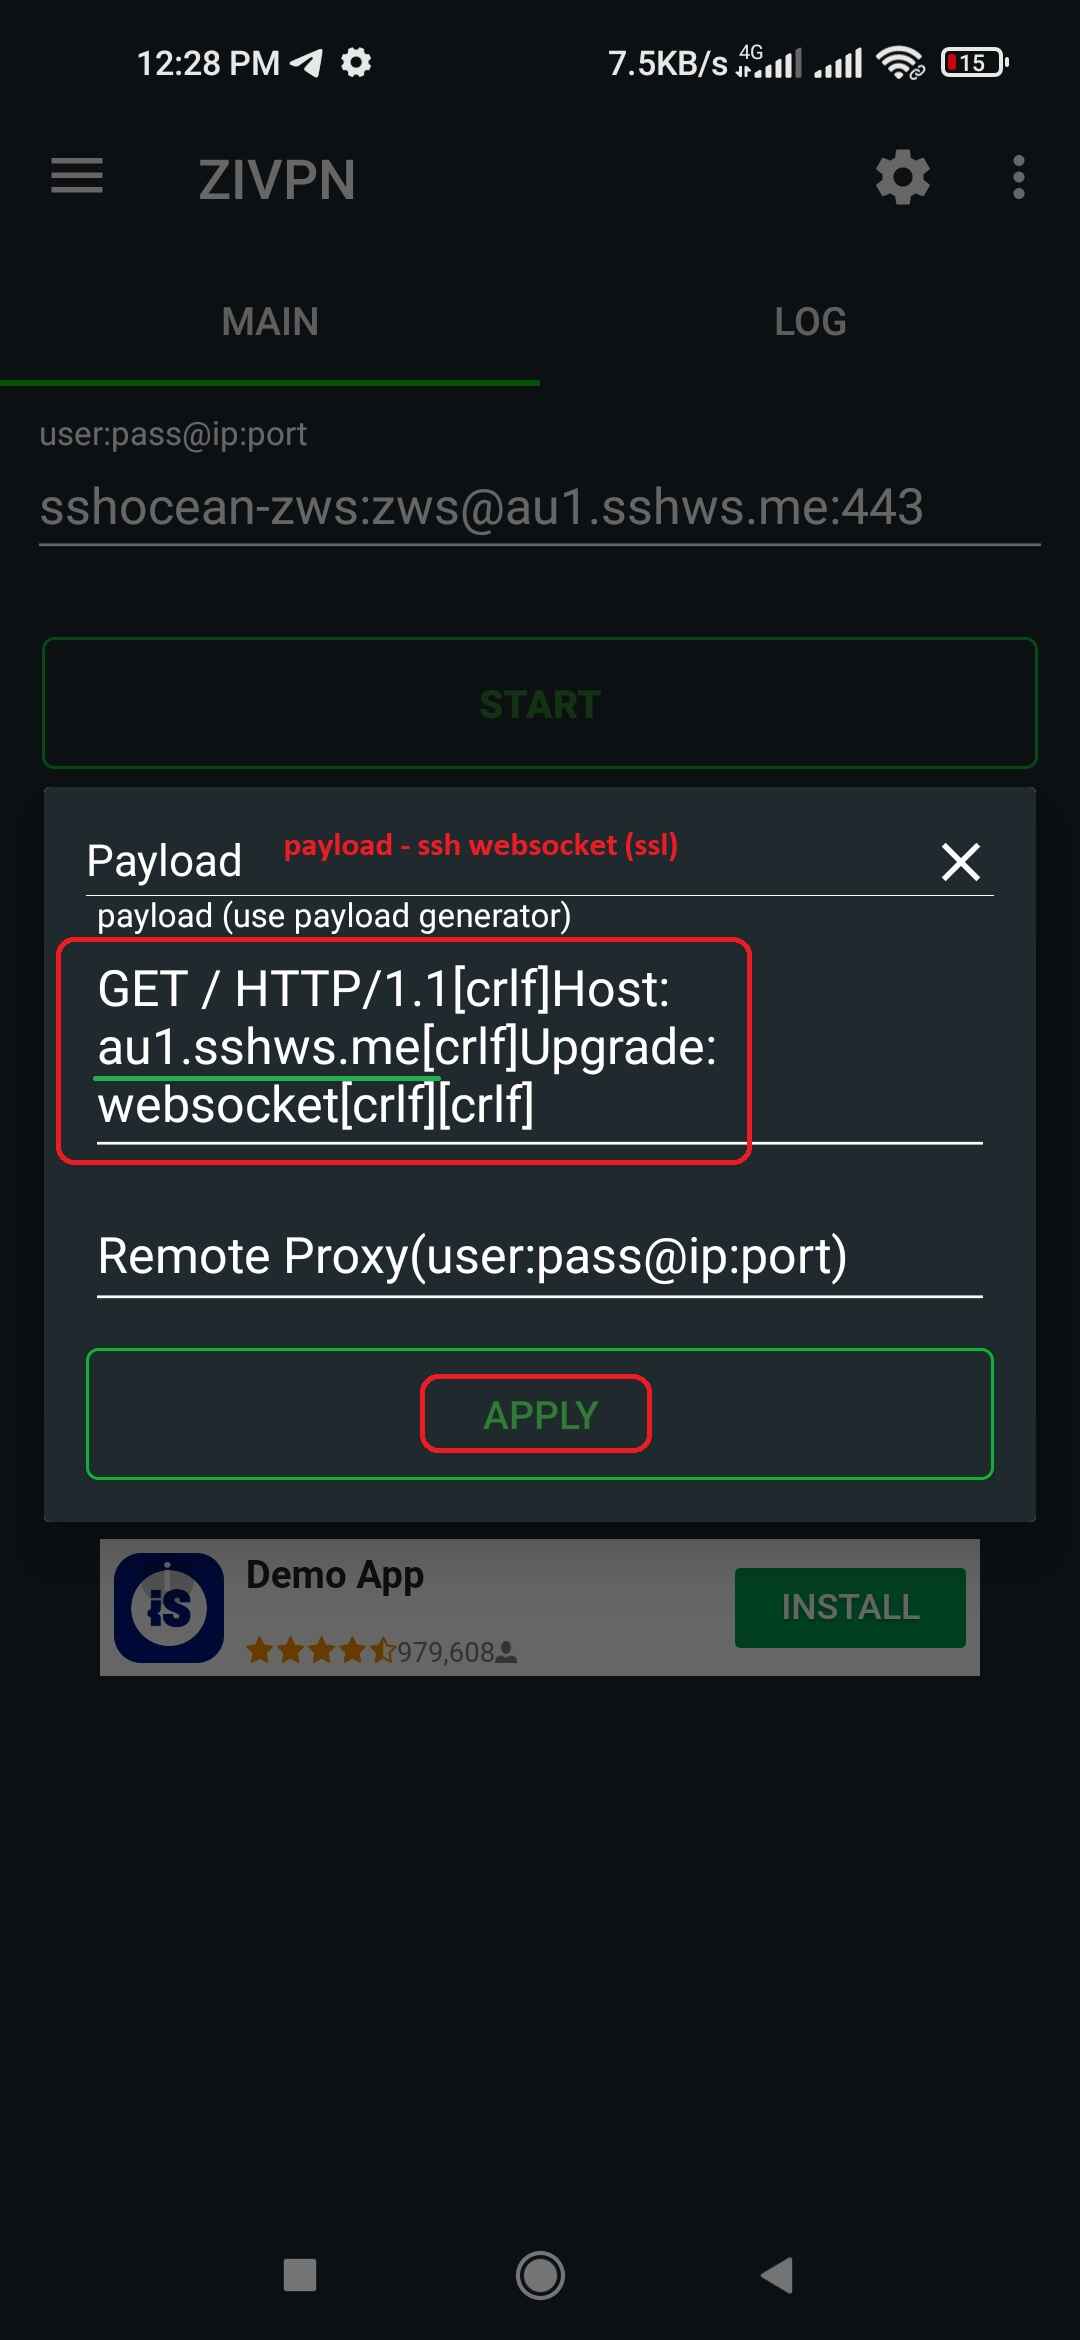 12:28 PM 7.5KB/s 4G 15
ZIVPN
MAIN LOG
user:pass@ip:port
sshocean-zws:zws@au1.sshws.me:443
START
Payload payload - ssh websocket (ssl)
payload (use payload generator)
GET / HTTP/1.1[crlf]Host:
au1.sshws.me[crlf]Upgrade:
websocket[crlf][crlf]
Remote Proxy(user:pass@ip:port)
APPLY
iS Demo App
INSTALL
979,608